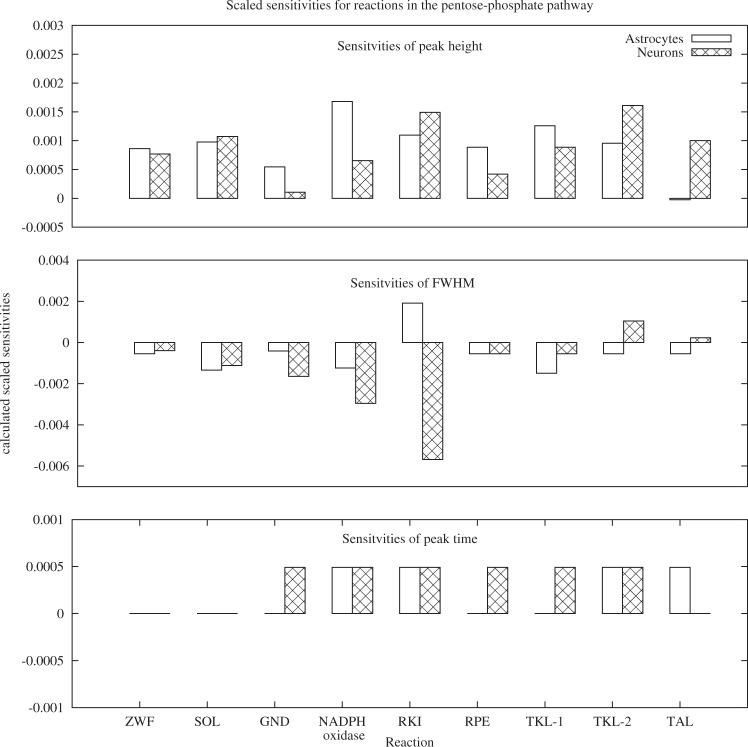 Scaled sensitivities for reactions in the pentose-phosphate pathway
0.003
0.0025
0.002
0.0015
0.001
0.0005
0
-0.0005
Sensitvities of peak height
Astrocytes
Neurons
calculated scaled sensitivities
0.004
0.002
0
-0.002
-0.004
-0.006
Sensitvities of FWHM
0.001
0.0005
0
-0.0005
-0.001
Sensitvities of peak time
ZWF SOL GND NADPH RKI RPE TKL-1 TKL-2 TAL
oxidase
Reaction